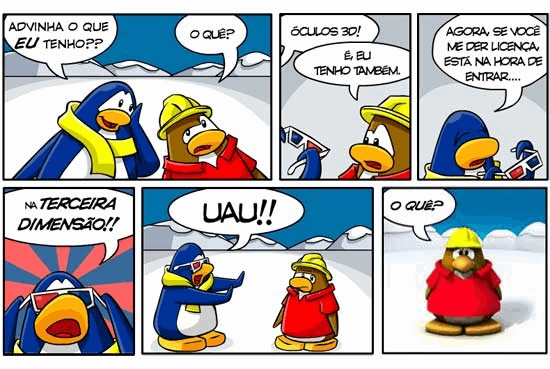 ADVINHA O QUE
EU TENHO??
O QUÊ?
ÓCULOS 3D!
É, EU
TENHO TAMBÉM.
AGORA, SE VOCÊ
ME DER LICENÇA,
ESTÁ NA HORA DE
ENTRAR....
NA TERCEIRA
DIMENSÃO!!
UAU!!
O QUÊ?